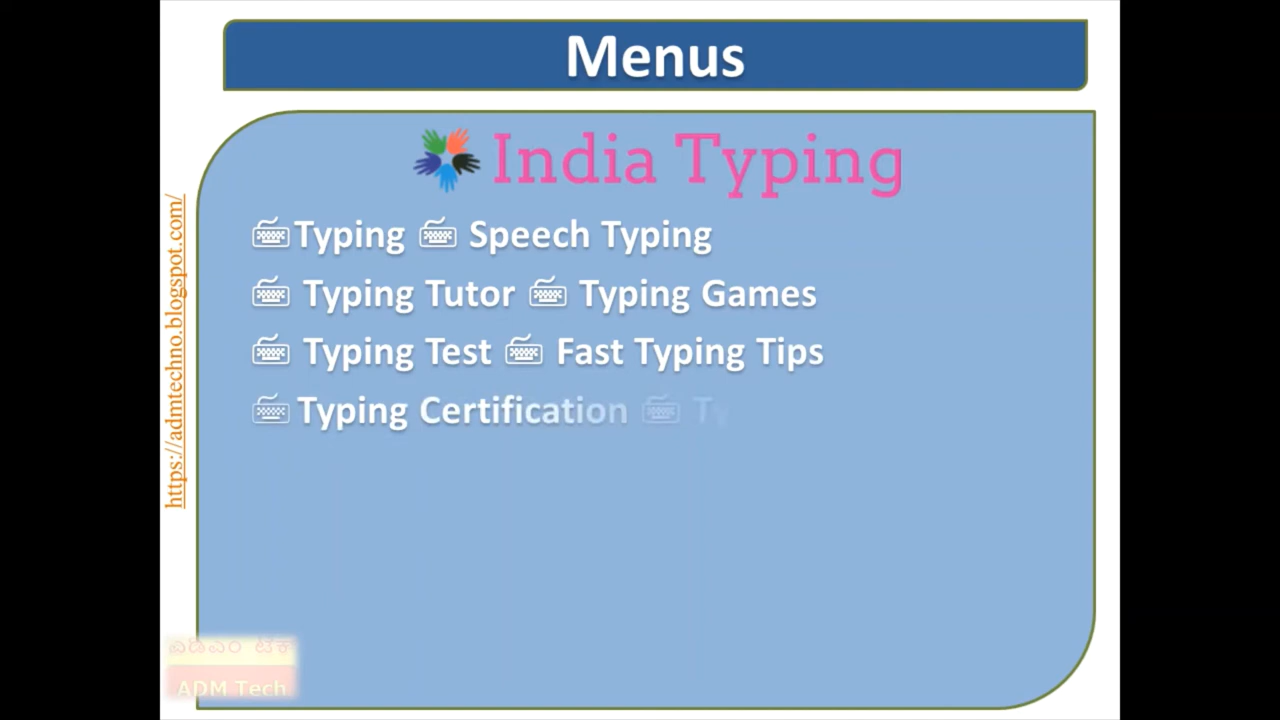 Menus
India Typing
Typing Speech Typing
Typing Tutor Typing Games
Typing Test Fast Typing Tips
Typing Certification
https://admtechno.blogspot.com/
ಎಡಿಎಂ ಟೆಕ್
ADM Tech